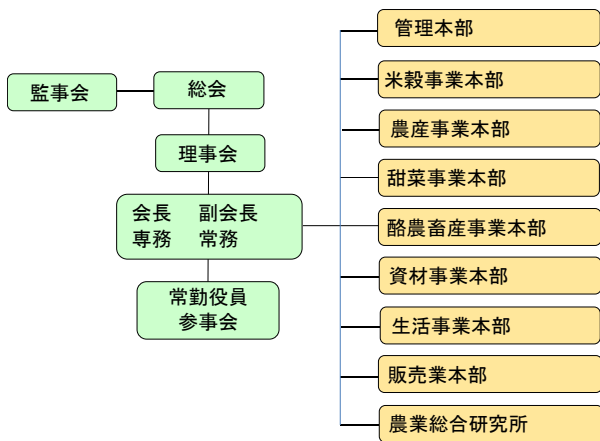 監事会
総会
理事会
会長 副会長
専務 常務
常勤役員
参事会
管理本部
米穀事業本部
農産事業本部
甜菜事業本部
酪農畜産事業本部
資材事業本部
生活事業本部
販売業本部
農業総合研究所